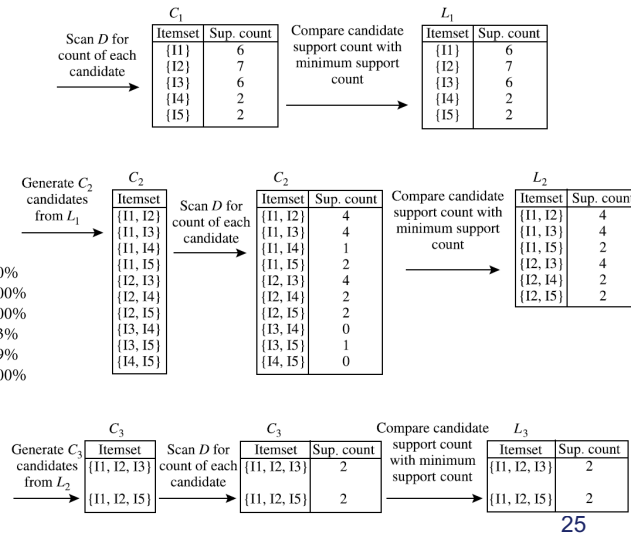 C1
Scan D for
count of each
candidate
Itemset Sup. count
{I1} 6
{I2} 7
{I3} 6
{I4} 2
{I5} 2
Compare candidate
support count with
minimum support
count
L1
Itemset Sup. count
{I1} 6
{I2} 7
{I3} 6
{I4} 2
{I5} 2
Generate C2
candidates
from L1
C2
Itemset
{I1, I2}
{I1, I3}
{I1, I4}
{I1, I5}
{I2, I3}
{I2, I4}
{I2, I5}
{I3, I4}
{I3, I5}
{I4, I5}
Scan D for
count of each
candidate
C2
Itemset Sup. count
{I1, I2} 4
{I1, I3} 4
{I1, I4} 1
{I1, I5} 2
{I2, I3} 4
{I2, I4} 2
{I2, I5} 2
{I3, I4} 0
{I3, I5} 1
{I4, I5} 0
Compare candidate
support count with
minimum support
count
L2
Itemset Sup. count
{I1, I2} 4
{I1, I3} 4
{I1, I5} 2
{I2, I3} 4
{I2, I4} 2
{I2, I5} 2
0%
00%
00%
3%
9%
00%
Generate C3
candidates
from L2
C3
Itemset
{I1, I2, I3}
{I1, I2, I5}
Scan D for
count of each
candidate
C3
Itemset Sup. count
{I1, I2, I3} 2
{I1, I2, I5} 2
Compare candidate
support count
with minimum
support count
L3
Itemset Sup. count
{I1, I2, I3} 2
{I1, I2, I5} 2
25